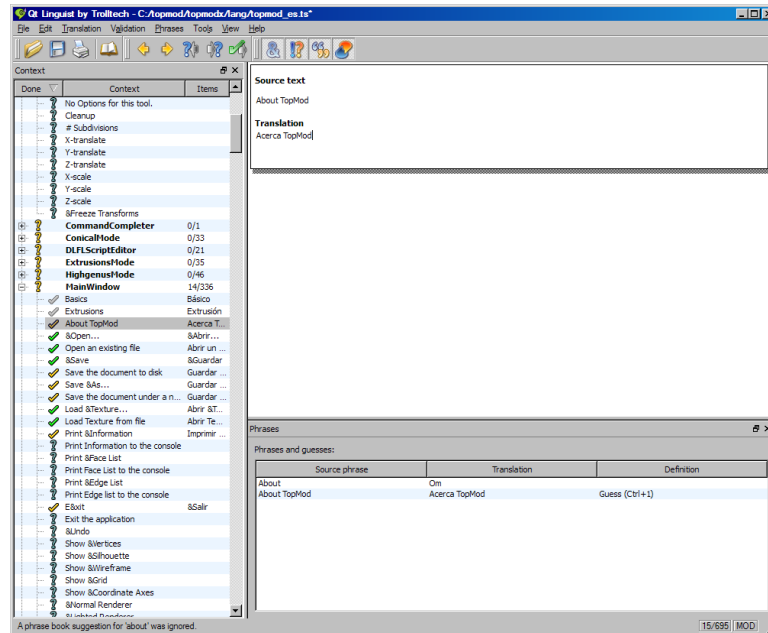 Qt Linguist by Trolltech - C:/topmod/topmodx/lang/topmod_es.ts*
File Edit Translation Validation Phrases Tools View Help
Context
Done Context Items
No Options for this tool.
Cleanup
# Subdivisions
X-translate
Y-translate
Z-translate
X-scale
Y-scale
Z-scale
&Freeze Transforms
CommandCompleter 0/1
ConicalMode 0/33
DLFLScriptEditor 0/21
ExtrusionsMode 0/35
HighgenusMode 0/46
MainWindow 14/336
Basics Básico
Extrusions Extrusión
About TopMod Acerca T...
&Open... &Abrir...
Open an existing file Abrir un ...
&Save &Guardar
Save the document to disk Guardar ...
Save &As... Guardar ...
Save the document under a n... Guardar ...
Load &Texture... Abrir &T...
Load Texture from file Abrir Te...
Print &Information Imprimir ...
Print Information to the console
Print &Face List
Print Face List to the console
Print &Edge List
Print Edge list to the console
E&xit &Salir
Exit the application
&Undo
Show &Vertices
Show &Silhouette
Show &Wireframe
Show &Grid
Show &Coordinate Axes
&Normal Renderer
&Lighted Renderer
Source text
About TopMod
Translation
Acerca TopMod
Phrases
Phrases and guesses:
Source phrase Translation Definition
About Om
About TopMod Acerca TopMod Guess (Ctrl+1)
A phrase book suggestion for 'about' was ignored.
15/695 MOD